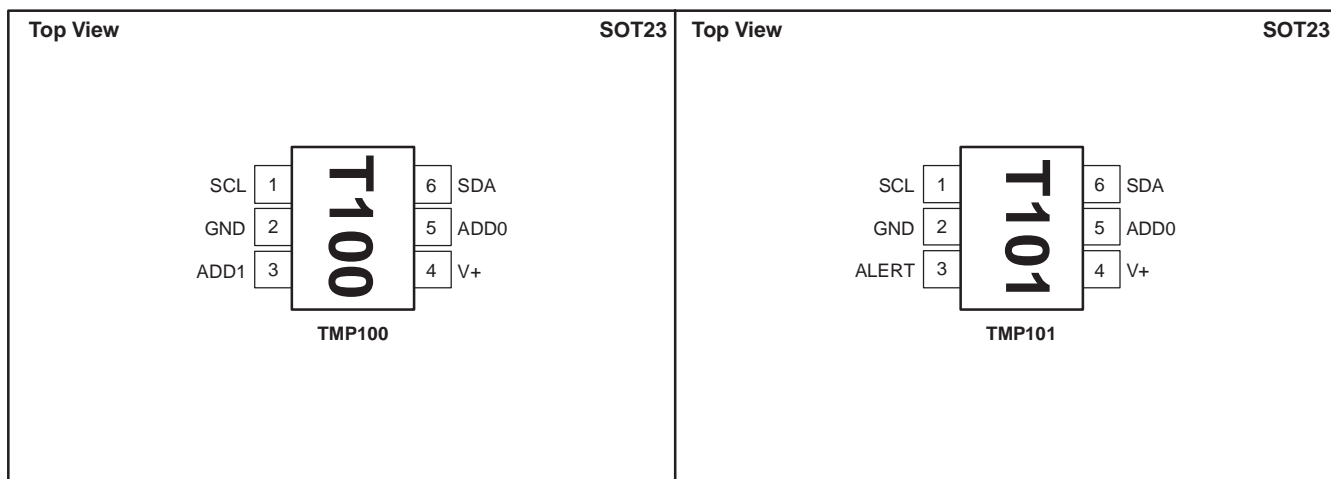 Top View SOT23
SCL 1 6 SDA
GND 2 5 ADD0
ADD1 3 4 V+
T100
TMP100
Top View SOT23
SCL 1 6 SDA
GND 2 5 ADD0
ALERT 3 4 V+
T101
TMP101